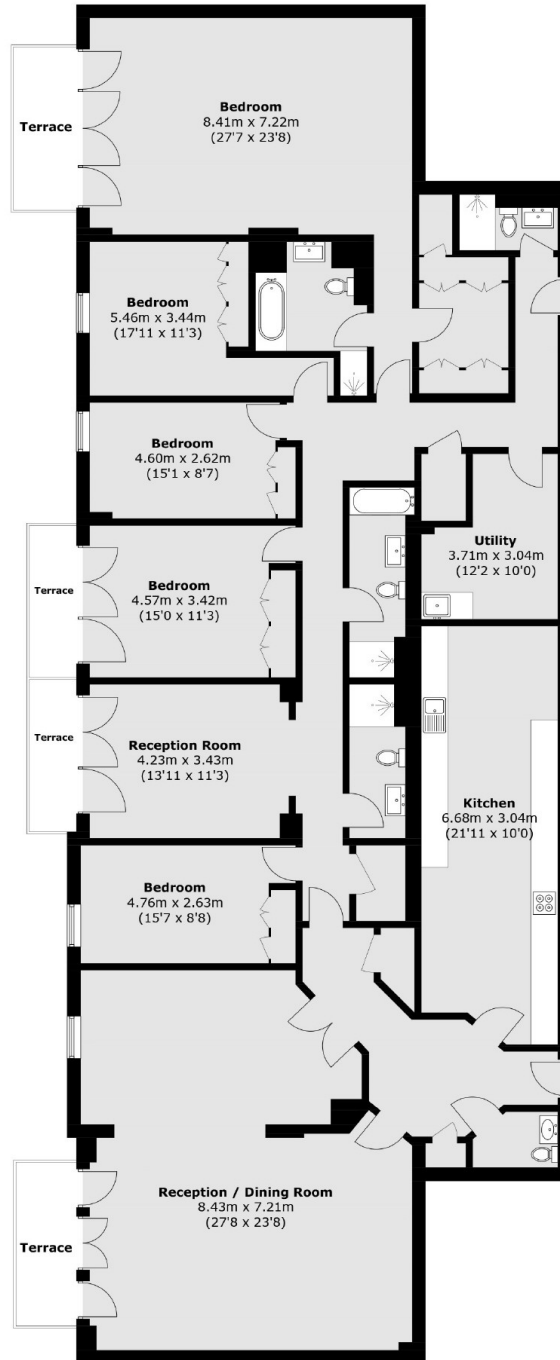 Bedroom
8.41m x 7.22m
(27'7 x 23'8)
Terrace
Bedroom
5.46m x 3.44m
(17'11 x 11'3)
Bedroom
4.60m x 2.62m
(15'1 x 8'7)
Utility
3.71m x 3.04m
(12'2 x 10'0)
Bedroom
4.57m x 3.42m
(15'0 x 11'3)
Terrace
Terrace
Reception Room
4.23m x 3.43m
(13'11 x 11'3)
Kitchen
6.68m x 3.04m
(21'11 x 10'0)
Bedroom
4.76m x 2.63m
(15'7 x 8'8)
Reception / Dining Room
8.43m x 7.21m
(27'8 x 23'8)
Terrace